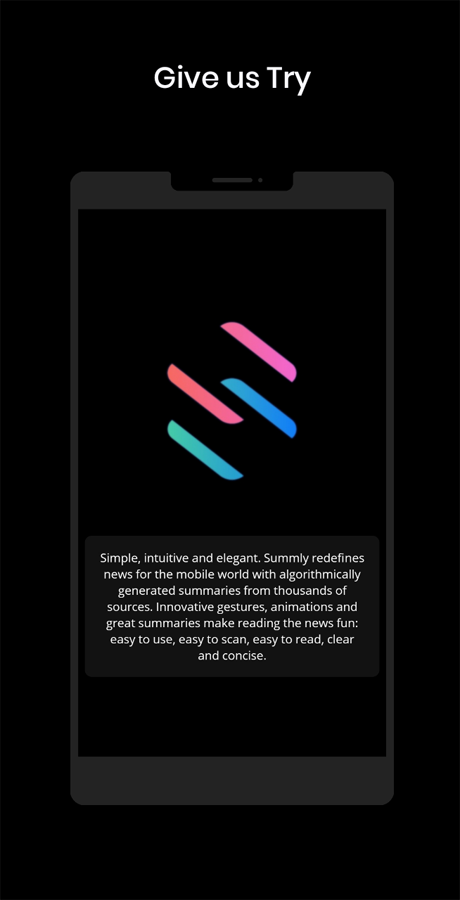 Give us Try
Simple, intuitive and elegant. Summly redefines
news for the mobile world with algorithmically
generated summaries from thousands of
sources. Innovative gestures, animations and
great summaries make reading the news fun:
easy to use, easy to scan, easy to read, clear
and concise.